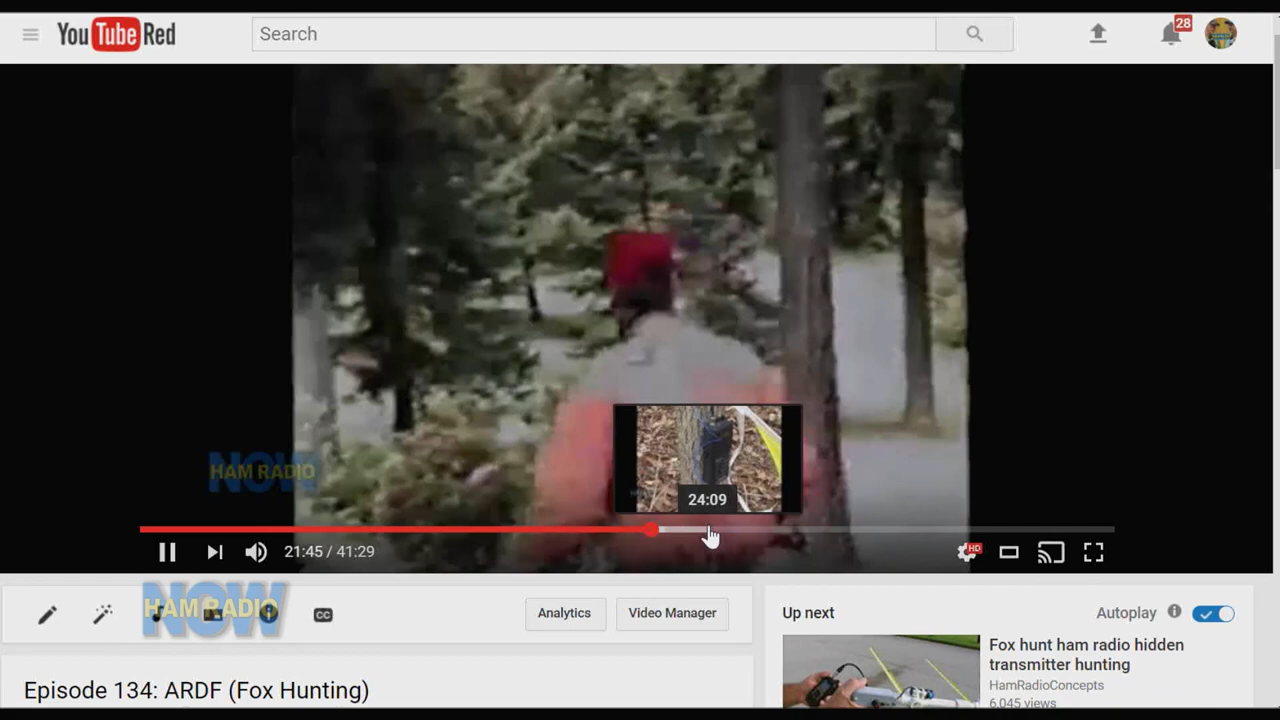 YouTube Red
Search
28
HAM RADIO
NOW
24:09
21:45 / 41:29
HD
HAM RADIO
NOW
CC
Analytics
Video Manager
Up next
Autoplay
Fox hunt ham radio hidden
transmitter hunting
HamRadioConcepts
6,045 views
Episode 134: ARDF (Fox Hunting)